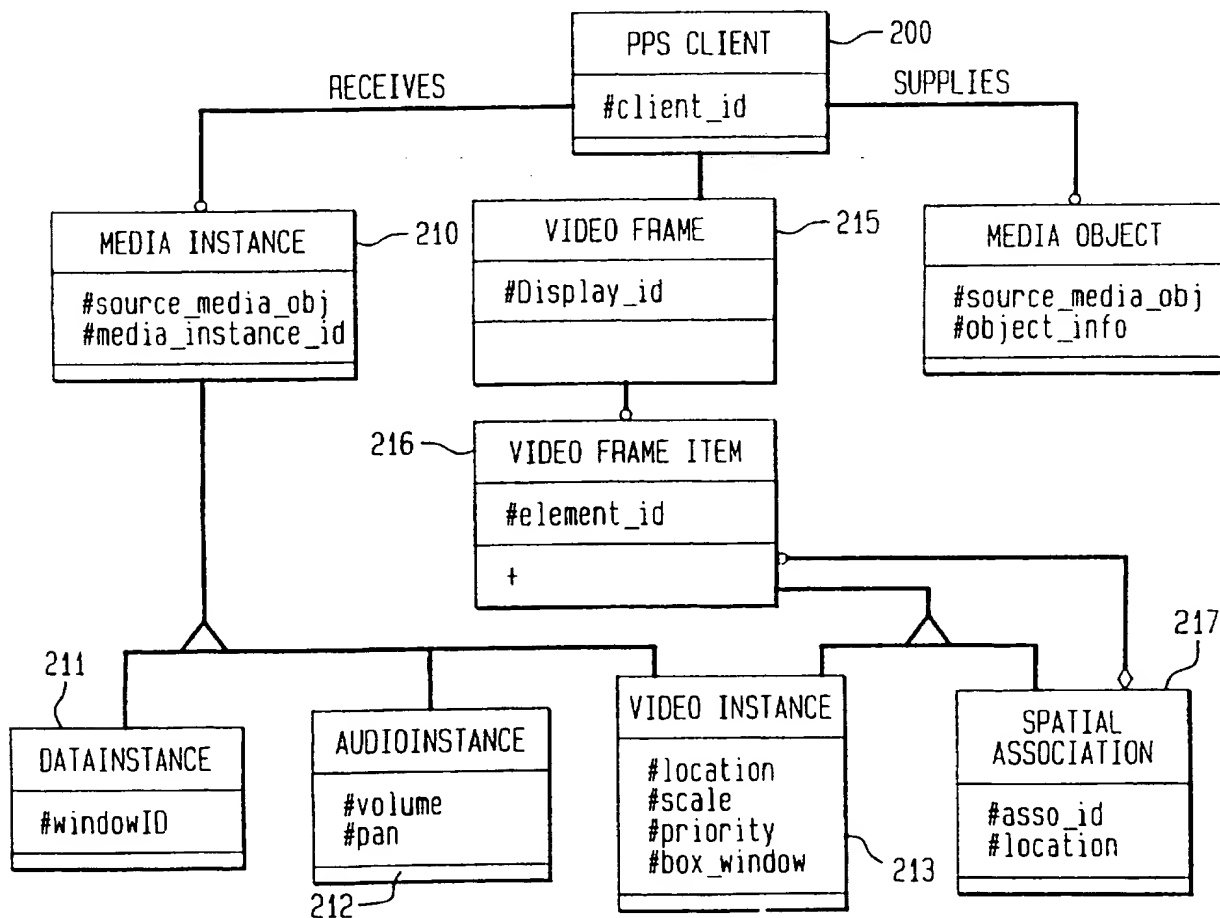 PPS CLIENT
200
#client_id
RECEIVES
SUPPLIES
MEDIA INSTANCE
210
#source_media_obj
#media_instance_id
VIDEO FRAME
215
#Display_id
MEDIA OBJECT
#source_media_obj
#object_info
216
VIDEO FRAME ITEM
#element_id
+
217
211
DATAINSTANCE
#windowID
AUDIOINSTANCE
#volume
#pan
212
VIDEO INSTANCE
#location
#scale
#priority
#box_window
213
SPATIAL
ASSOCIATION
#asso_id
#location